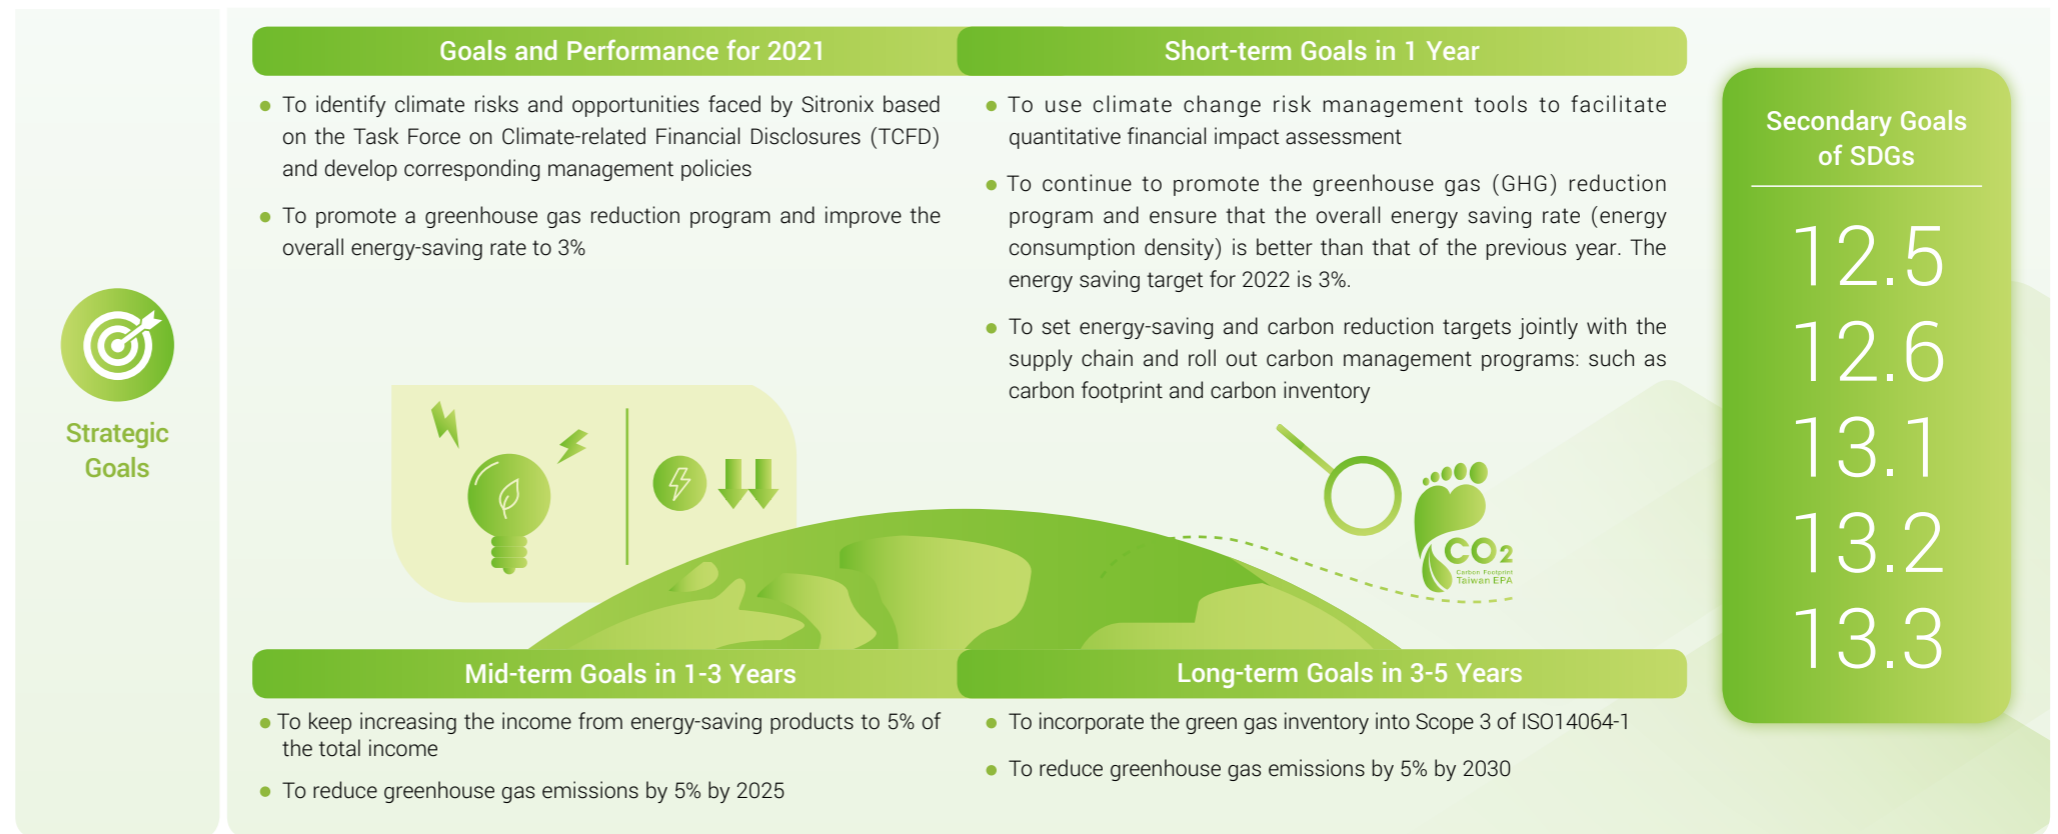 Strategic
Goals
Goals and Performance for 2021
● To identify climate risks and opportunities faced by Sitronix based
on the Task Force on Climate-related Financial Disclosures (TCFD)
and develop corresponding management policies
● To promote a greenhouse gas reduction program and improve the
overall energy-saving rate to 3%
Short-term Goals in 1 Year
● To use climate change risk management tools to facilitate
quantitative financial impact assessment
● To continue to promote the greenhouse gas (GHG) reduction
program and ensure that the overall energy saving rate (energy
consumption density) is better than that of the previous year. The
energy saving target for 2022 is 3%.
● To set energy-saving and carbon reduction targets jointly with the
supply chain and roll out carbon management programs: such as
carbon footprint and carbon inventory
CO2
Carbon Footprint
Taiwan EPA
Mid-term Goals in 1-3 Years
● To keep increasing the income from energy-saving products to 5% of
the total income
● To reduce greenhouse gas emissions by 5% by 2025
Long-term Goals in 3-5 Years
● To incorporate the green gas inventory into Scope 3 of ISO14064-1
● To reduce greenhouse gas emissions by 5% by 2030
Secondary Goals
of SDGs
12.5
12.6
13.1
13.2
13.3